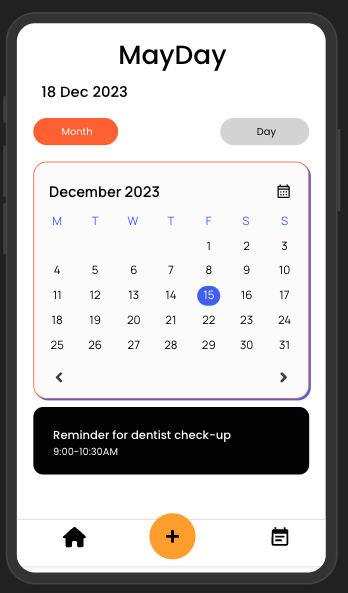 MayDay
18 Dec 2023
Month Day
December 2023
M T W T F S S
1 2 3
4 5 6 7 8 9 10
11 12 13 14 15 16 17
18 19 20 21 22 23 24
25 26 27 28 29 30 31
Reminder for dentist check-up
9:00-10:30AM